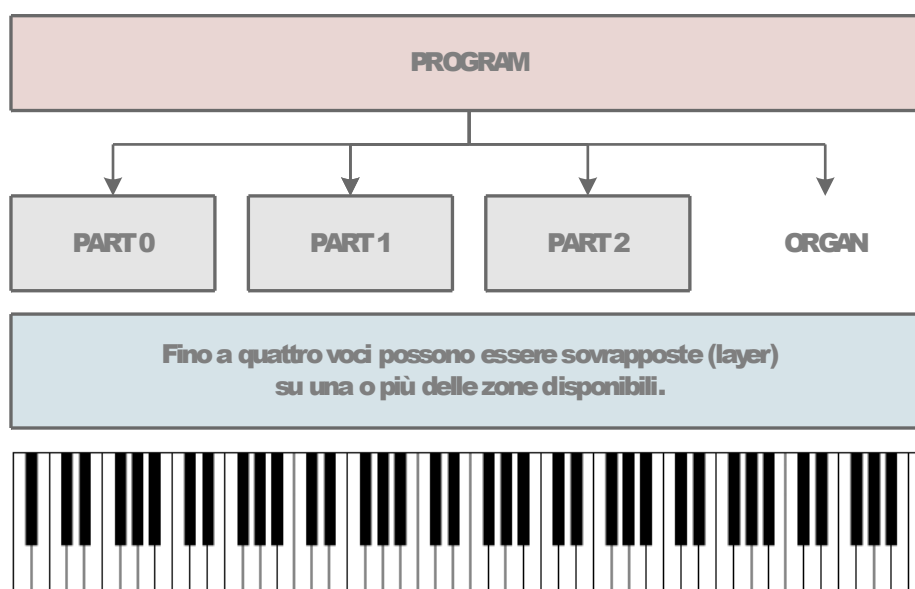 PROGRAM
PART 0
PART 1
PART 2
ORGAN
Fino a quattro voci possono essere sovrapposte (layer)
su una o più delle zone disponibili.